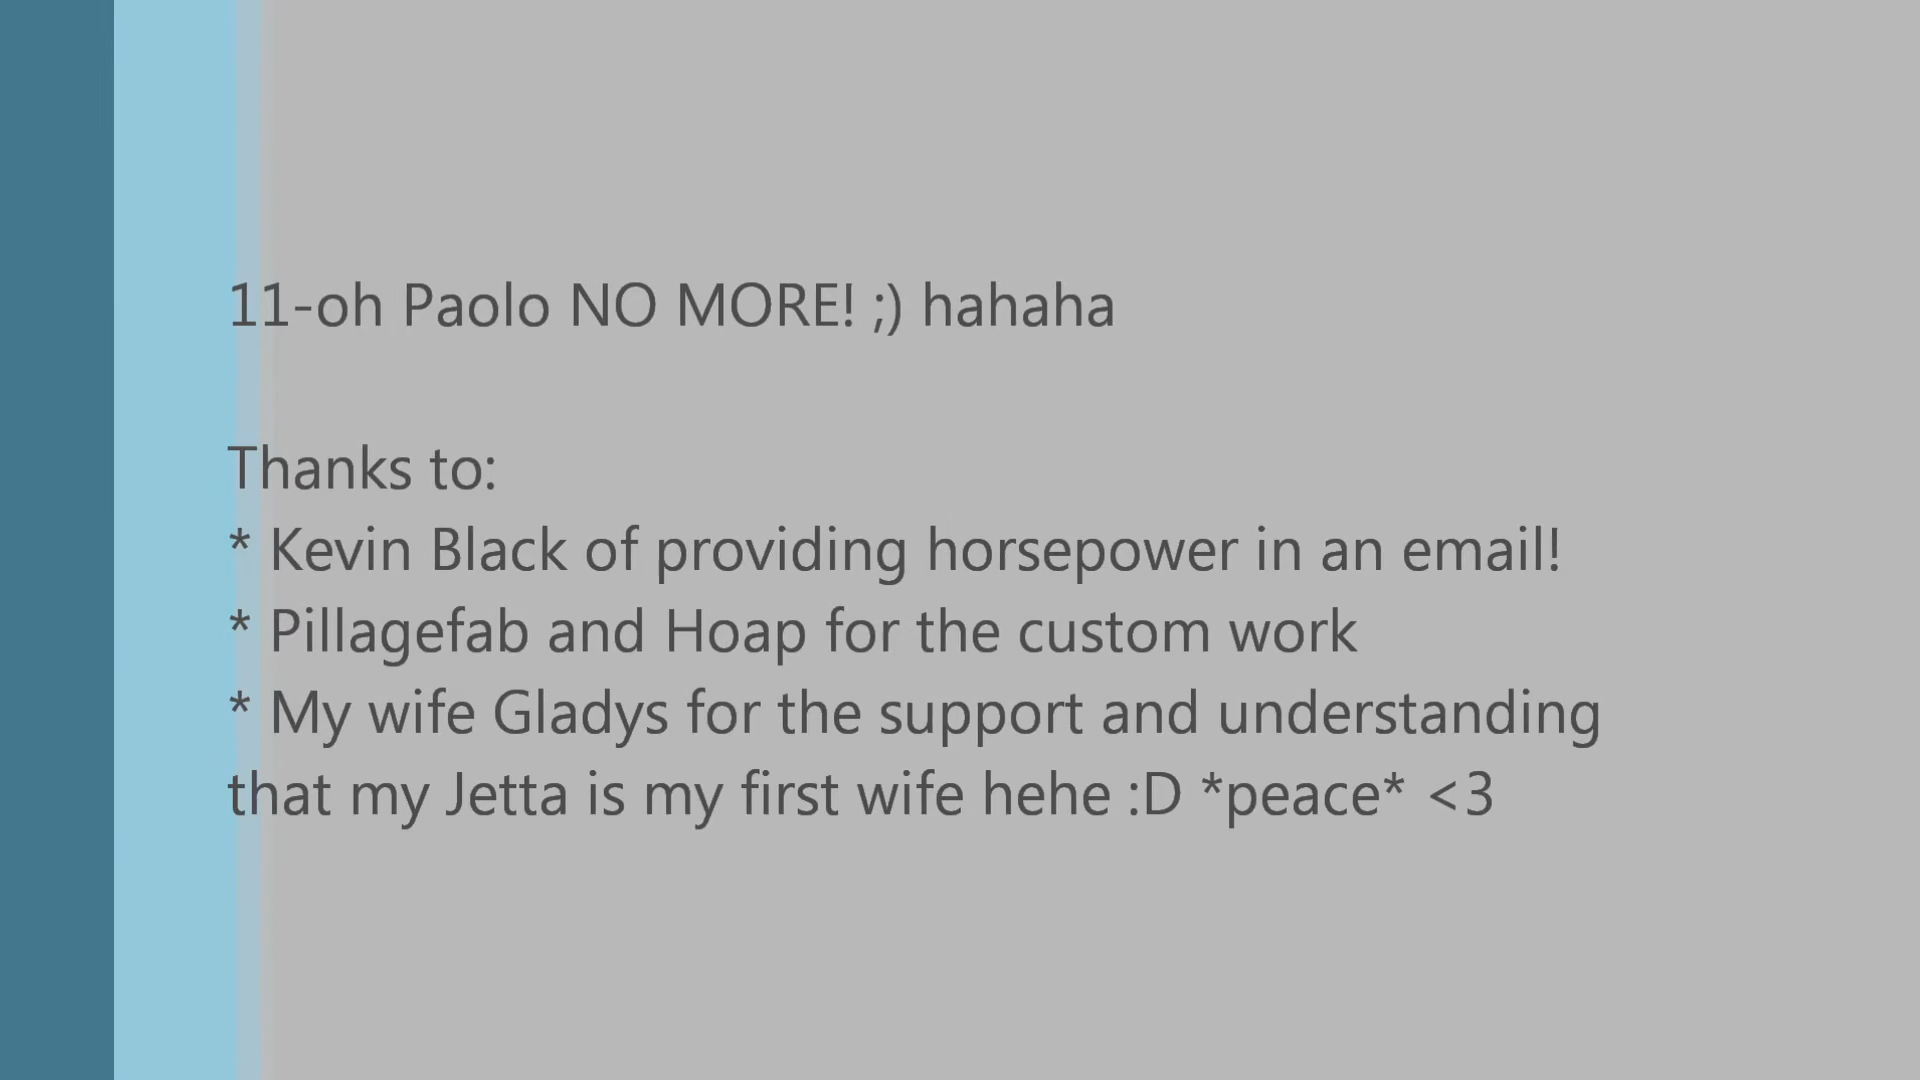 11-oh Paolo NO MORE! ;) hahaha
Thanks to:
* Kevin Black of providing horsepower in an email!
* Pillagefab and Hoap for the custom work
* My wife Gladys for the support and understanding
that my Jetta is my first wife hehe :D *peace* <3